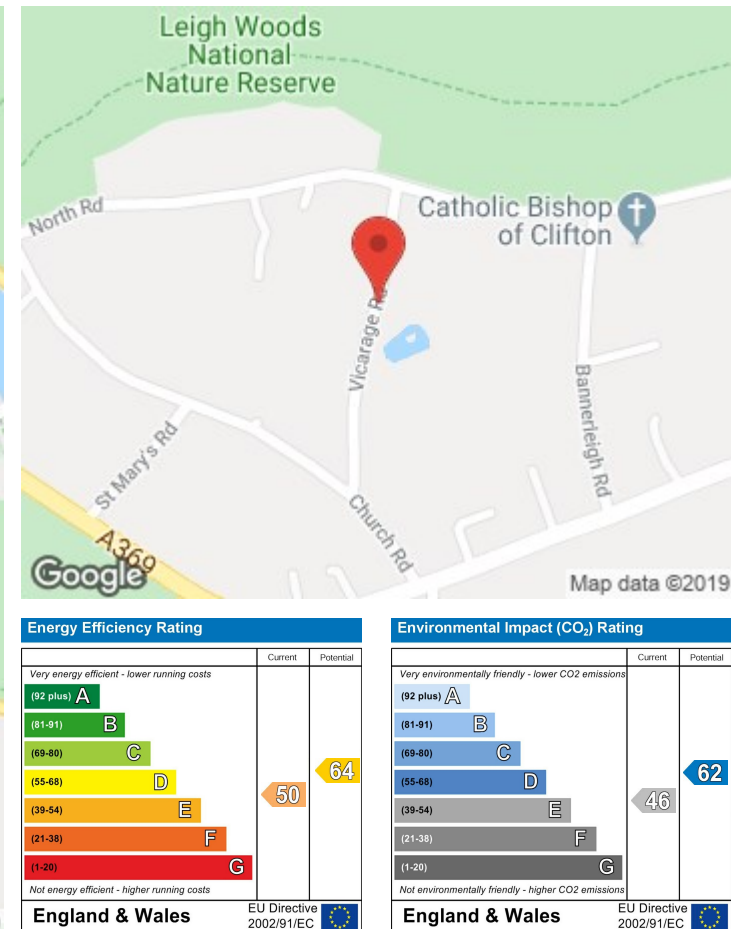 Leigh Woods
National
Nature Reserve
North Rd
Catholic Bishop
of Clifton
Vicarage Rd
St Mary's Rd
Bannerleigh Rd
Church Rd
A369
Google
Map data ©2019
Energy Efficiency Rating
Current Potential
Very energy efficient - lower running costs
(92 plus) A
(81-91) B
(69-80) C
(55-68) D
(39-54) E
(21-38) F
(1-20) G
50
64
Not energy efficient - higher running costs
England & Wales
EU Directive
2002/91/EC
Environmental Impact (CO₂) Rating
Current Potential
Very environmentally friendly - lower CO2 emissions
(92 plus) A
(81-91) B
(69-80) C
(55-68) D
(39-54) E
(21-38) F
(1-20) G
46
62
Not environmentally friendly - higher CO2 emissions
England & Wales
EU Directive
2002/91/EC